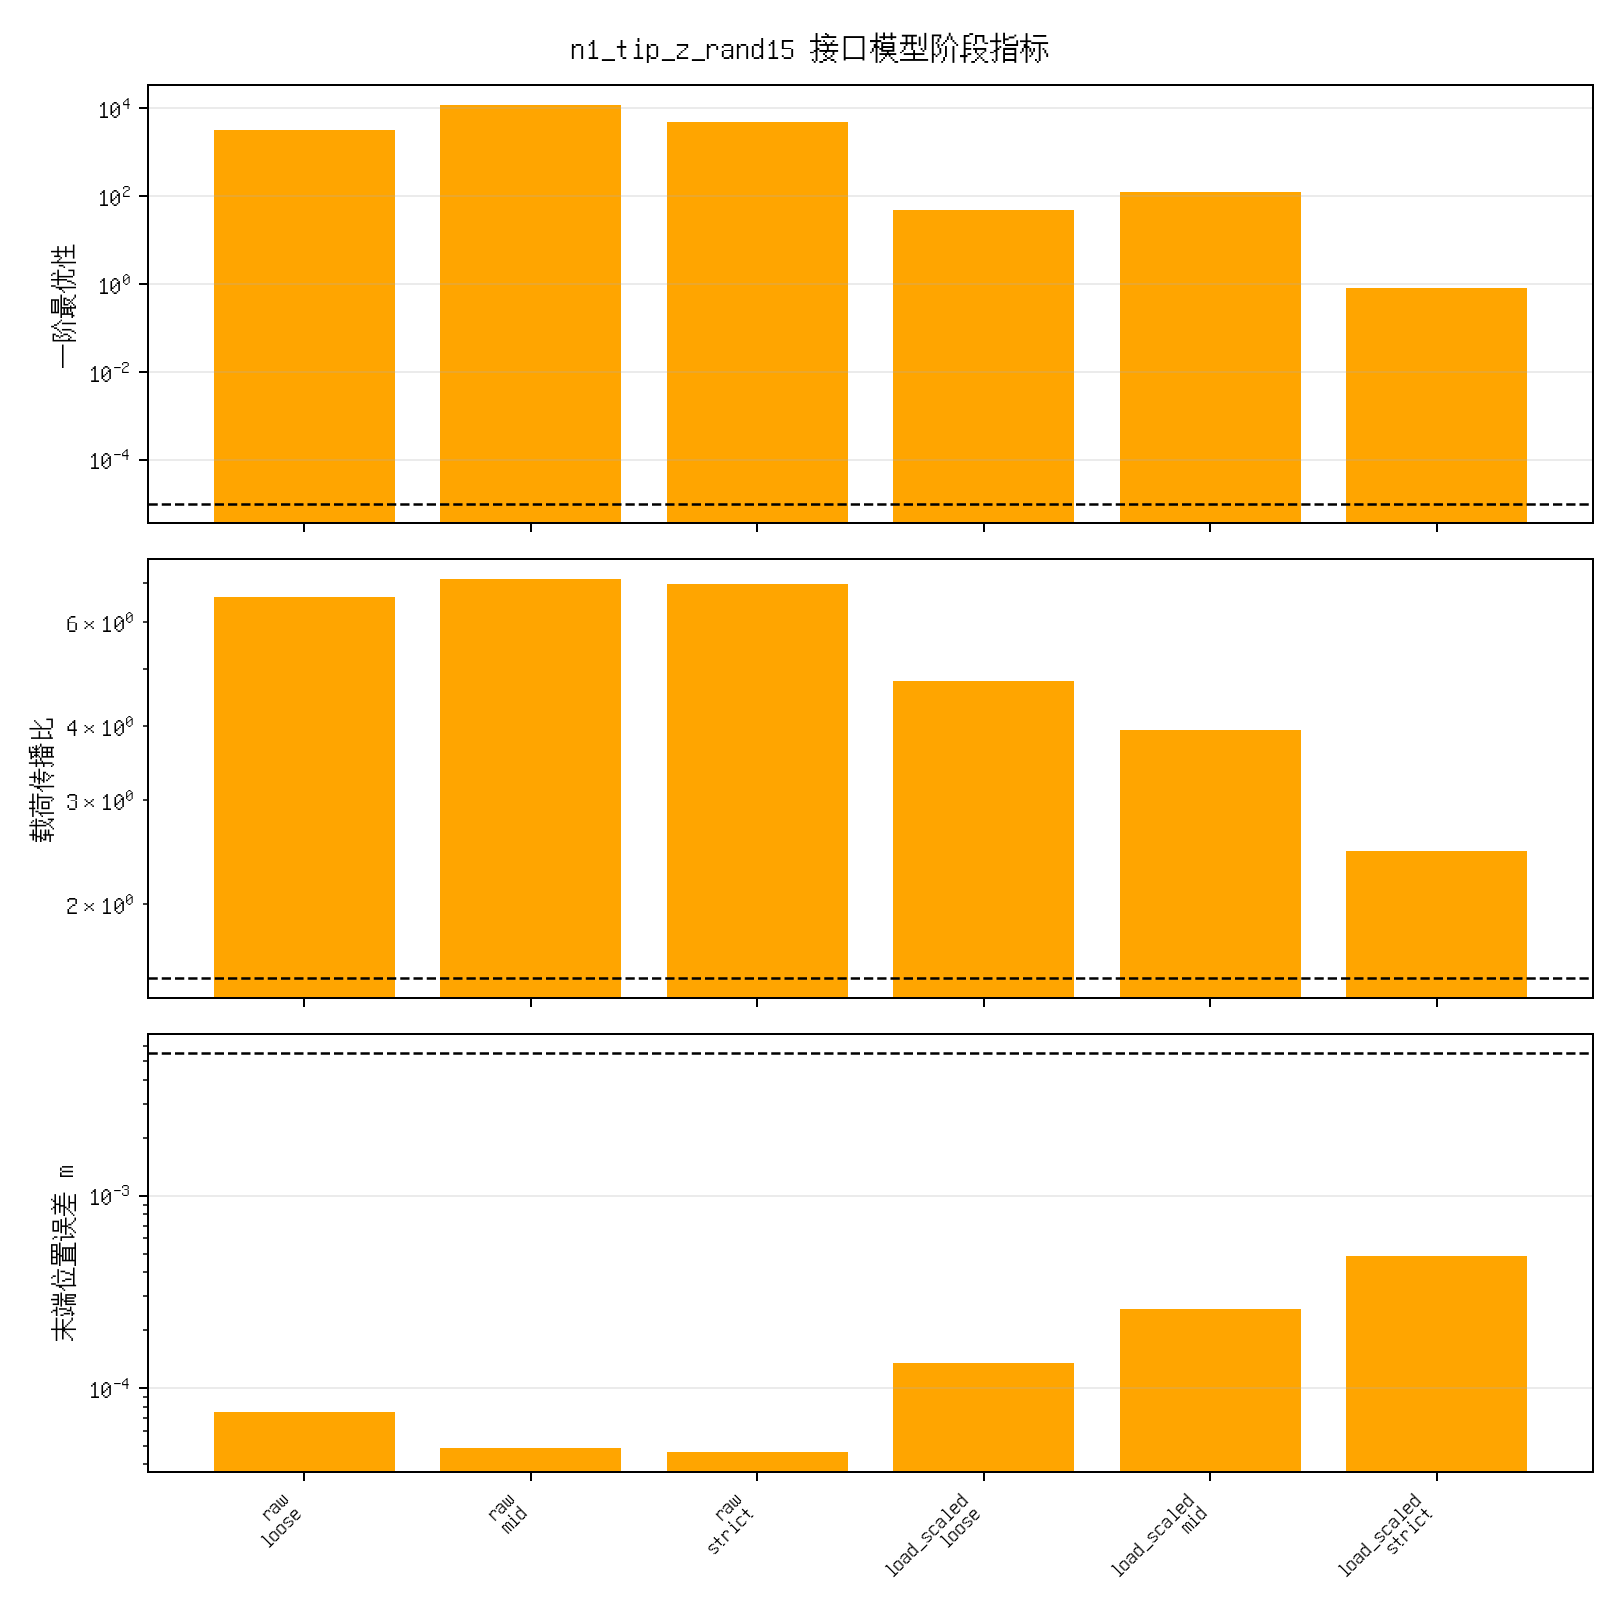 n1_tip_z_rand15 接口模型阶段指标
一阶最优性
10⁴
10²
10⁰
10⁻²
10⁻⁴
载荷传播比
6 × 10⁰
4 × 10⁰
3 × 10⁰
2 × 10⁰
末端位置误差 m
10⁻³
10⁻⁴
raw
loose
raw
mid
raw
strict
load_scaled
loose
load_scaled
mid
load_scaled
strict